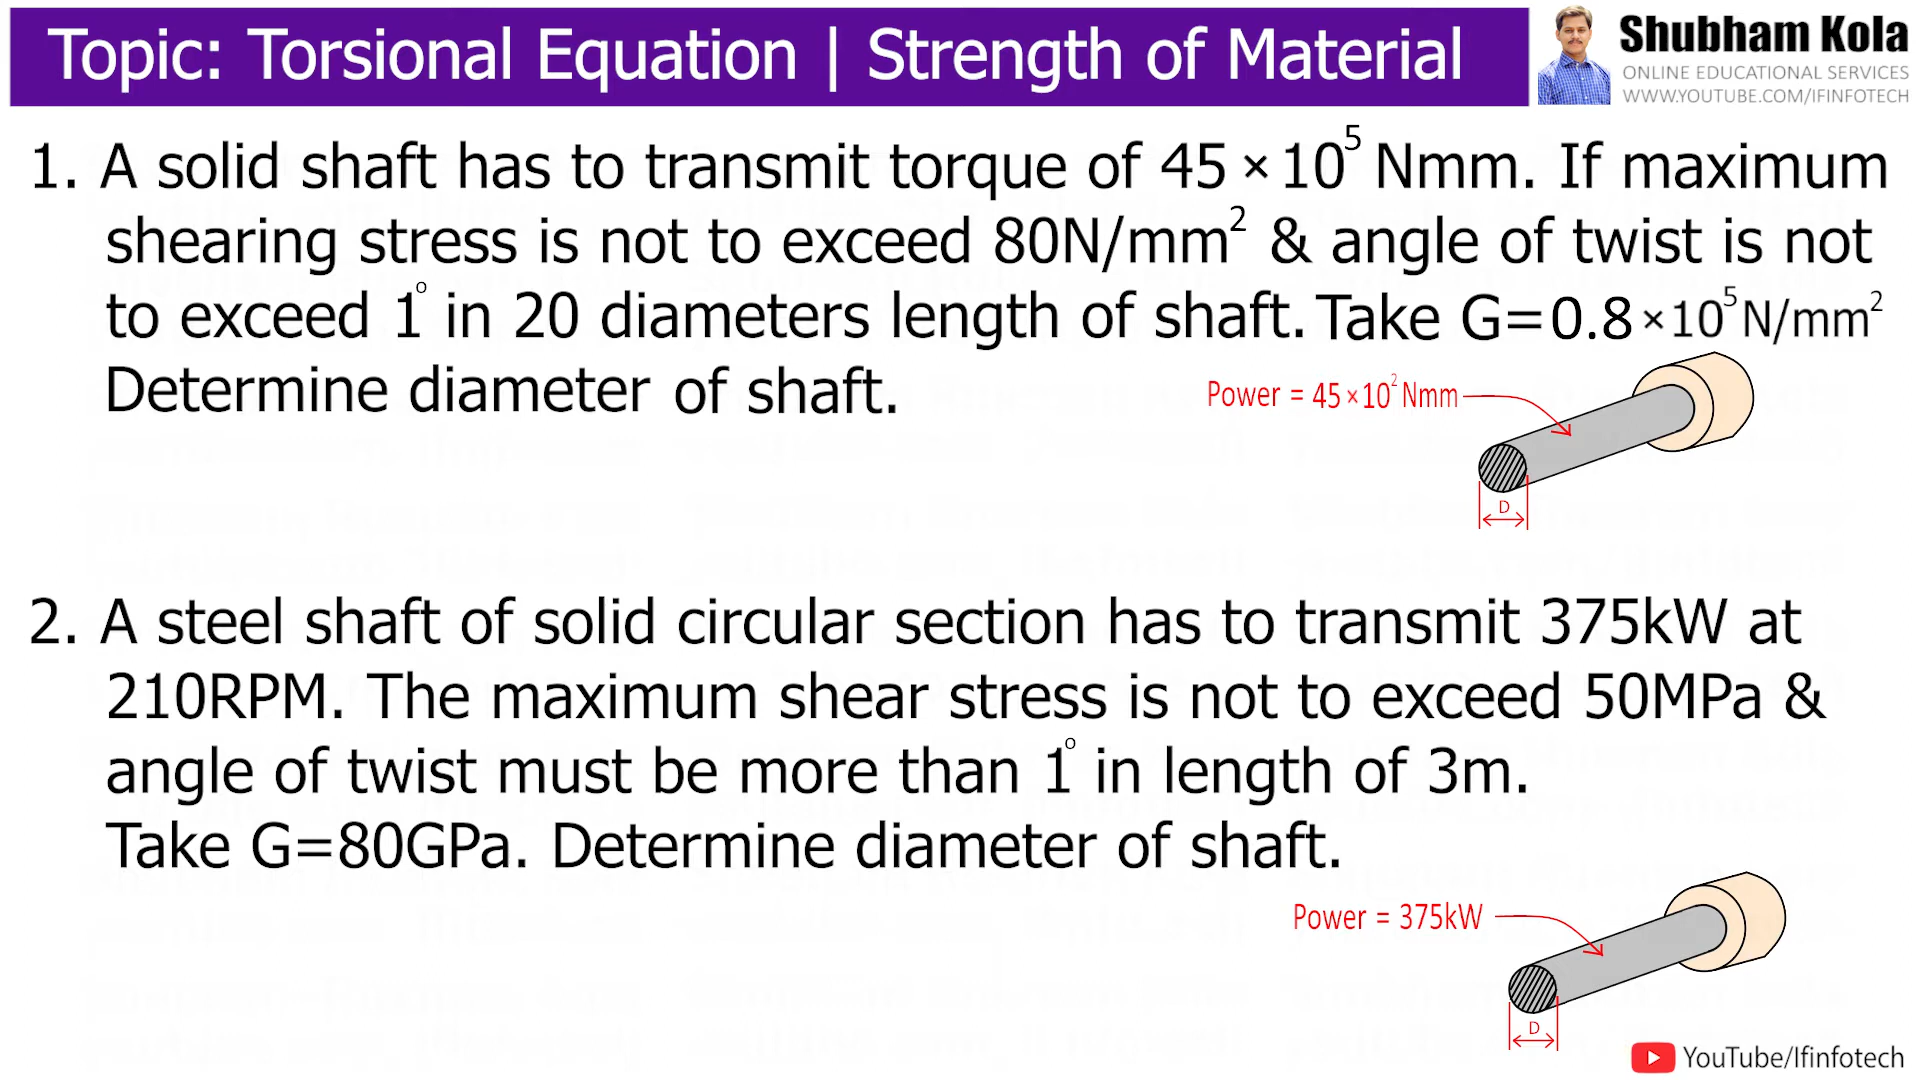 Topic: Torsional Equation | Strength of Material
Shubham Kola
ONLINE EDUCATIONAL SERVICES
WWW.YOUTUBE.COM/IFINFOTECH
1. A solid shaft has to transmit torque of 45 × 10⁵ Nmm. If maximum
shearing stress is not to exceed 80N/mm² & angle of twist is not
to exceed 1° in 20 diameters length of shaft. Take G=0.8 ×10⁵ N/mm²
Determine diameter of shaft.
Power = 45 ×10² Nmm
D
2. A steel shaft of solid circular section has to transmit 375kW at
210RPM. The maximum shear stress is not to exceed 50MPa &
angle of twist must be more than 1° in length of 3m.
Take G=80GPa. Determine diameter of shaft.
Power = 375kW
D
YouTube/Ifinfotech